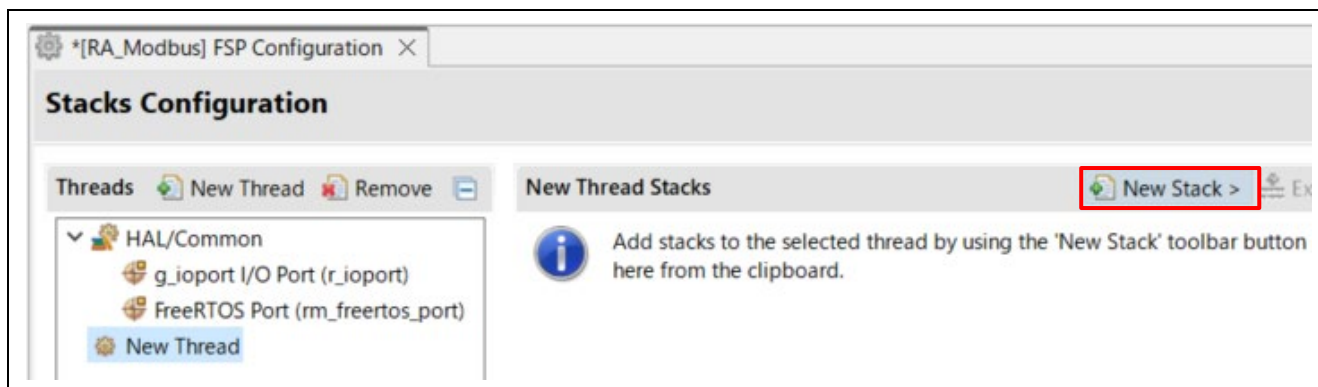 *[RA_Modbus] FSP Configuration
Stacks Configuration
Threads New Thread Remove
HAL/Common
g_ioport I/O Port (r_ioport)
FreeRTOS Port (rm_freertos_port)
New Thread
New Thread Stacks New Stack >
Add stacks to the selected thread by using the 'New Stack' toolbar button
here from the clipboard.